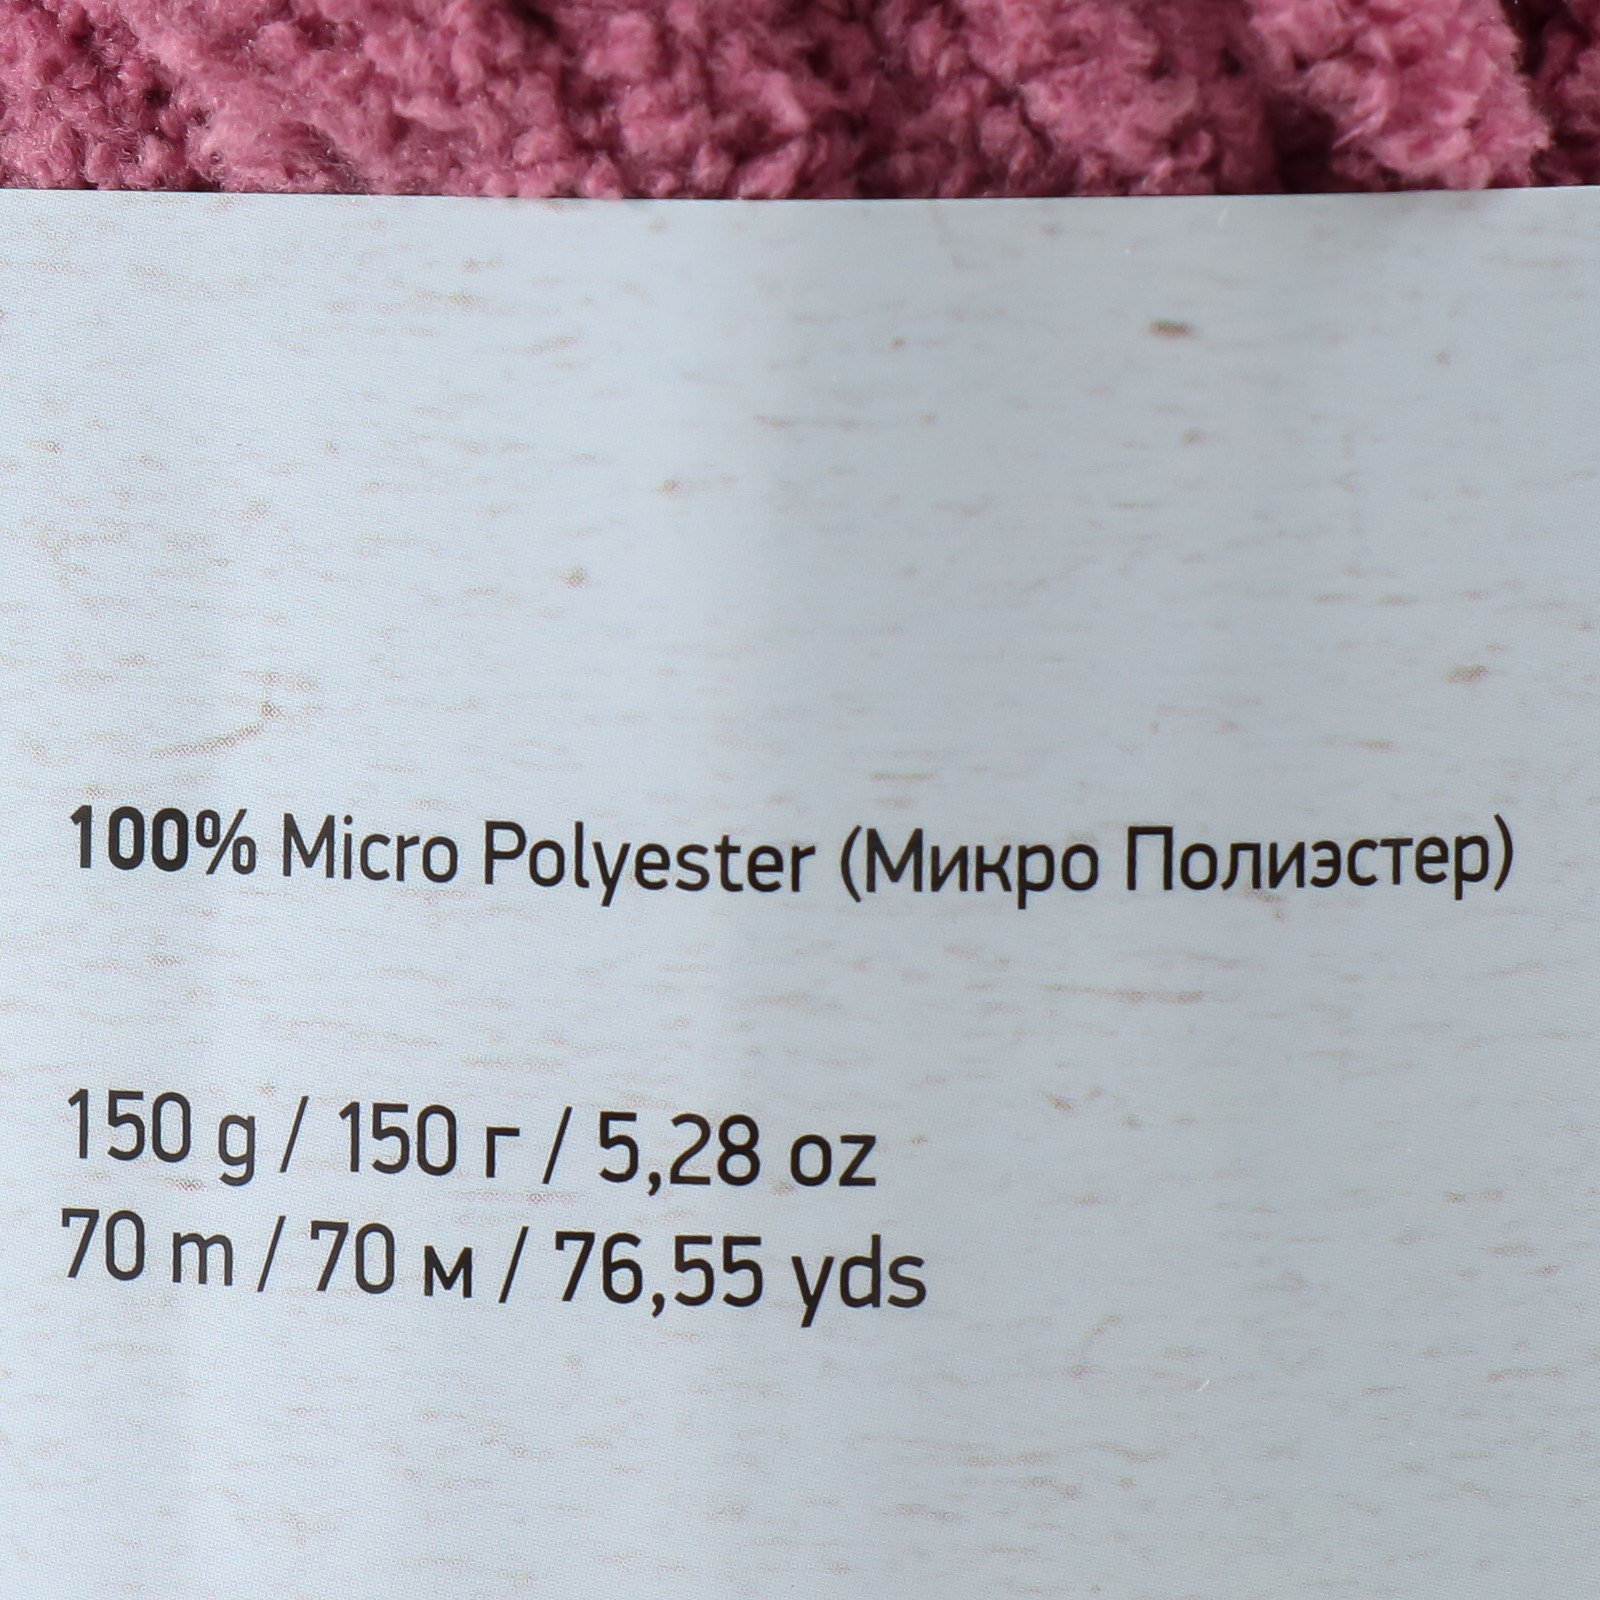 100% Micro Polyester (Микро Полиэстер)
150 g / 150 г / 5,28 oz
70 m / 70 м / 76,55 yds